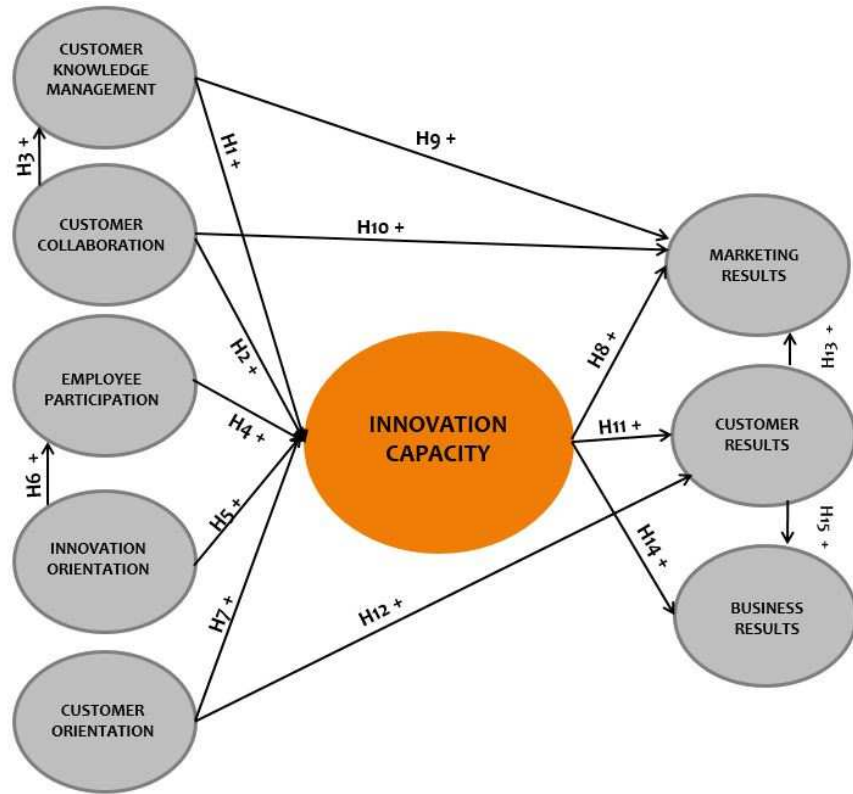 CUSTOMER
KNOWLEDGE
MANAGEMENT
H3 +
CUSTOMER
COLLABORATION
EMPLOYEE
PARTICIPATION
H6 +
INNOVATION
ORIENTATION
CUSTOMER
ORIENTATION
H1 +
H2 +
H4 +
H5 +
H7 +
H9 +
H10 +
INNOVATION
CAPACITY
H8 +
H11 +
H12 +
H14 +
MARKETING
RESULTS
H13 +
CUSTOMER
RESULTS
H15 +
BUSINESS
RESULTS